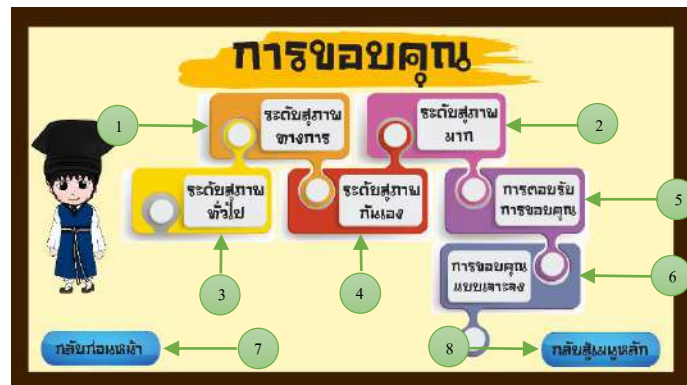 การขอบคุณ
1
ระดับสุภาพ
ทางการ
ระดับสุภาพ
มาก
2
ระดับสุภาพ
ทั่วไป
ระดับสุภาพ
กันเอง
การตอบรับ
การขอบคุณ
5
3
4
การขอบคุณ
แบบเจาะจง
6
กลับก่อนหน้า
7
8
กลับสู่เมนูหลัก